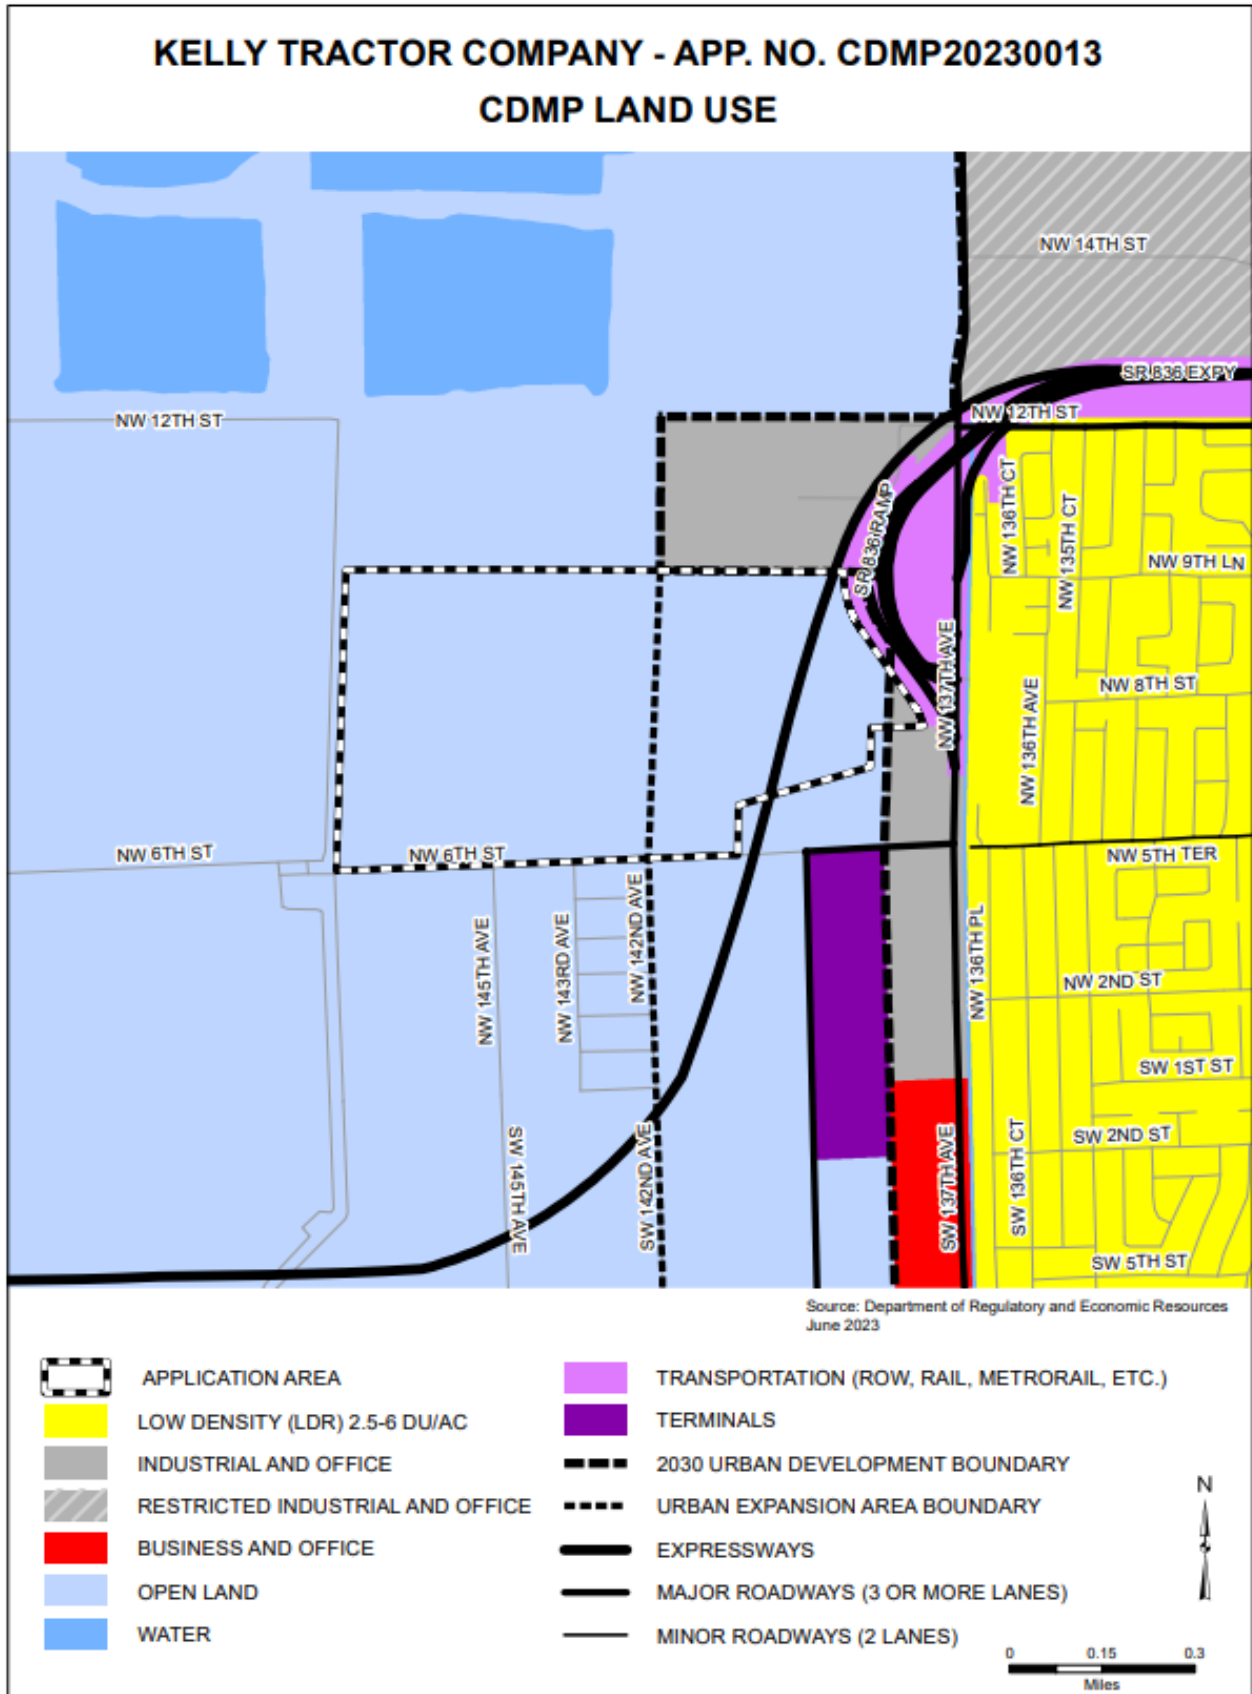 KELLY TRACTOR COMPANY - APP. NO. CDMP20230013
CDMP LAND USE
NW 14TH ST
SR 836 EXPY
NW 12TH ST
NW 12TH ST
NW 136TH CT
NW 135TH CT
SR 836 RAMP
NW 9TH LN
NW 137TH AVE
NW 136TH AVE
NW 8TH ST
NW 6TH ST
NW 6TH ST
NW 5TH TER
NW 145TH AVE
NW 143RD AVE
NW 142ND AVE
NW 136TH PL
NW 2ND ST
SW 1ST ST
SW 145TH AVE
SW 142ND AVE
SW 137TH AVE
SW 136TH CT
SW 2ND ST
SW 5TH ST
Source: Department of Regulatory and Economic Resources
June 2023
APPLICATION AREA
LOW DENSITY (LDR) 2.5-6 DU/AC
INDUSTRIAL AND OFFICE
RESTRICTED INDUSTRIAL AND OFFICE
BUSINESS AND OFFICE
OPEN LAND
WATER
TRANSPORTATION (ROW, RAIL, METRORAIL, ETC.)
TERMINALS
2030 URBAN DEVELOPMENT BOUNDARY
URBAN EXPANSION AREA BOUNDARY
EXPRESSWAYS
MAJOR ROADWAYS (3 OR MORE LANES)
MINOR ROADWAYS (2 LANES)
N
0 0.15 0.3
Miles